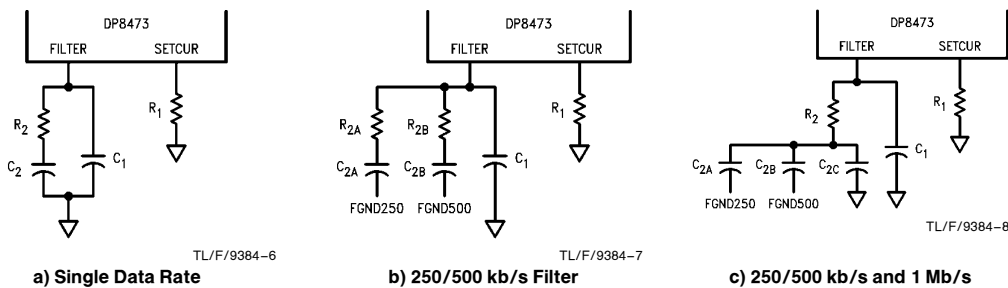 DP8473
FILTER SETCUR
R2
R1
C2
C1
TL/F/9384-6
a) Single Data Rate
DP8473
FILTER SETCUR
R2A
R2B
R1
C2A
C2B
C1
FGND250 FGND500
TL/F/9384-7
b) 250/500 kb/s Filter
DP8473
FILTER SETCUR
R2
R1
C2A
C2B
C2C
C1
FGND250 FGND500
TL/F/9384-8
c) 250/500 kb/s and 1 Mb/s